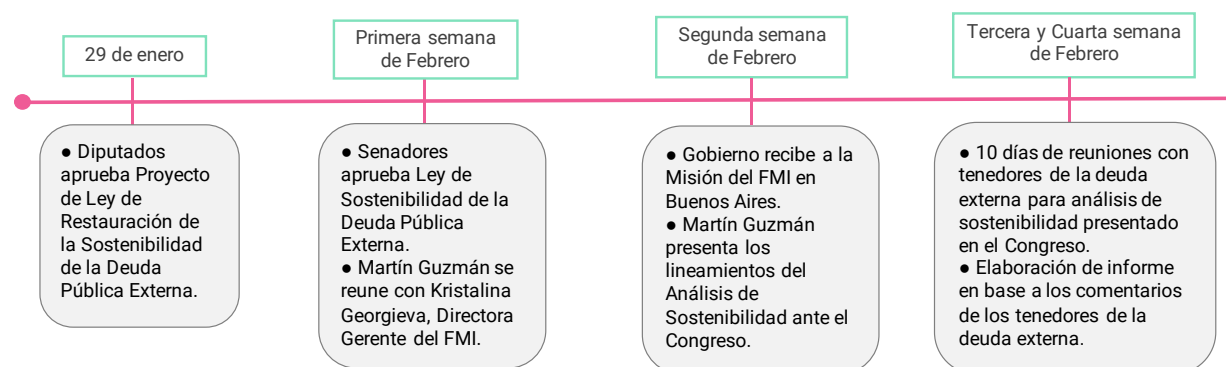 29 de enero
Primera semana
de Febrero
Segunda semana
de Febrero
Tercera y Cuarta semana
de Febrero
● Diputados
aprueba Proyecto
de Ley de
Restauración de
la Sostenibilidad
de la Deuda
Pública Externa.
● Senadores
aprueba Ley de
Sostenibilidad de la
Deuda Pública
Externa.
● Martín Guzmán se
reune con Kristalina
Georgieva, Directora
Gerente del FMI.
● Gobierno recibe a la
Misión del FMI en
Buenos Aires.
● Martín Guzmán
presenta los
lineamientos del
Análisis de
Sostenibilidad ante el
Congreso.
● 10 días de reuniones con
tenedores de la deuda
externa para análisis de
sostenibilidad presentado
en el Congreso.
● Elaboración de informe
en base a los comentarios
de los tenedores de la
deuda externa.